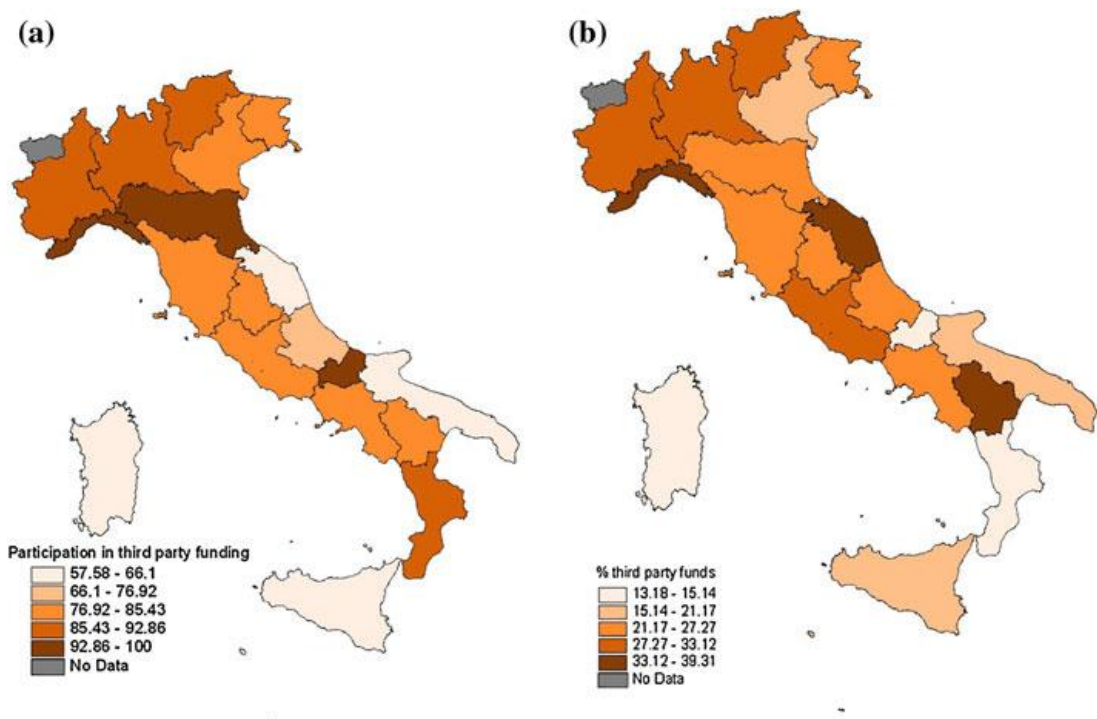 (a)
(b)
Participation in third party funding
57.58 - 66.1
66.1 - 76.92
76.92 - 85.43
85.43 - 92.86
92.86 - 100
No Data
% third party funds
13.18 - 15.14
15.14 - 21.17
21.17 - 27.27
27.27 - 33.12
33.12 - 39.31
No Data